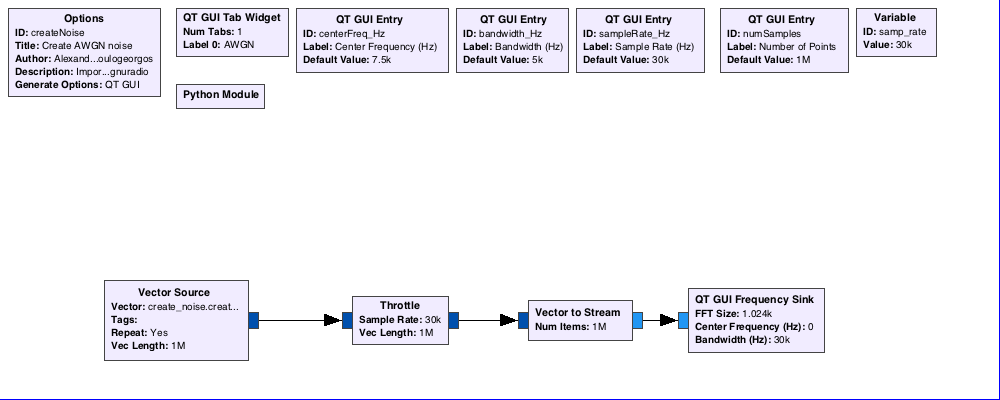 Options
ID: createNoise
Title: Create AWGN noise
Author: Alexand...oulogeorgos
Description: Impor...gnuradio
Generate Options: QT GUI
QT GUI Tab Widget
Num Tabs: 1
Label 0: AWGN
Python Module
QT GUI Entry
ID: centerFreq_Hz
Label: Center Frequency (Hz)
Default Value: 7.5k
QT GUI Entry
ID: bandwidth_Hz
Label: Bandwidth (Hz)
Default Value: 5k
QT GUI Entry
ID: sampleRate_Hz
Label: Sample Rate (Hz)
Default Value: 30k
QT GUI Entry
ID: numSamples
Label: Number of Points
Default Value: 1M
Variable
ID: samp_rate
Value: 30k
Vector Source
Vector: create_noise.creat...
Tags:
Repeat: Yes
Vec Length: 1M
Throttle
Sample Rate: 30k
Vec Length: 1M
Vector to Stream
Num Items: 1M
QT GUI Frequency Sink
FFT Size: 1.024k
Center Frequency (Hz): 0
Bandwidth (Hz): 30k